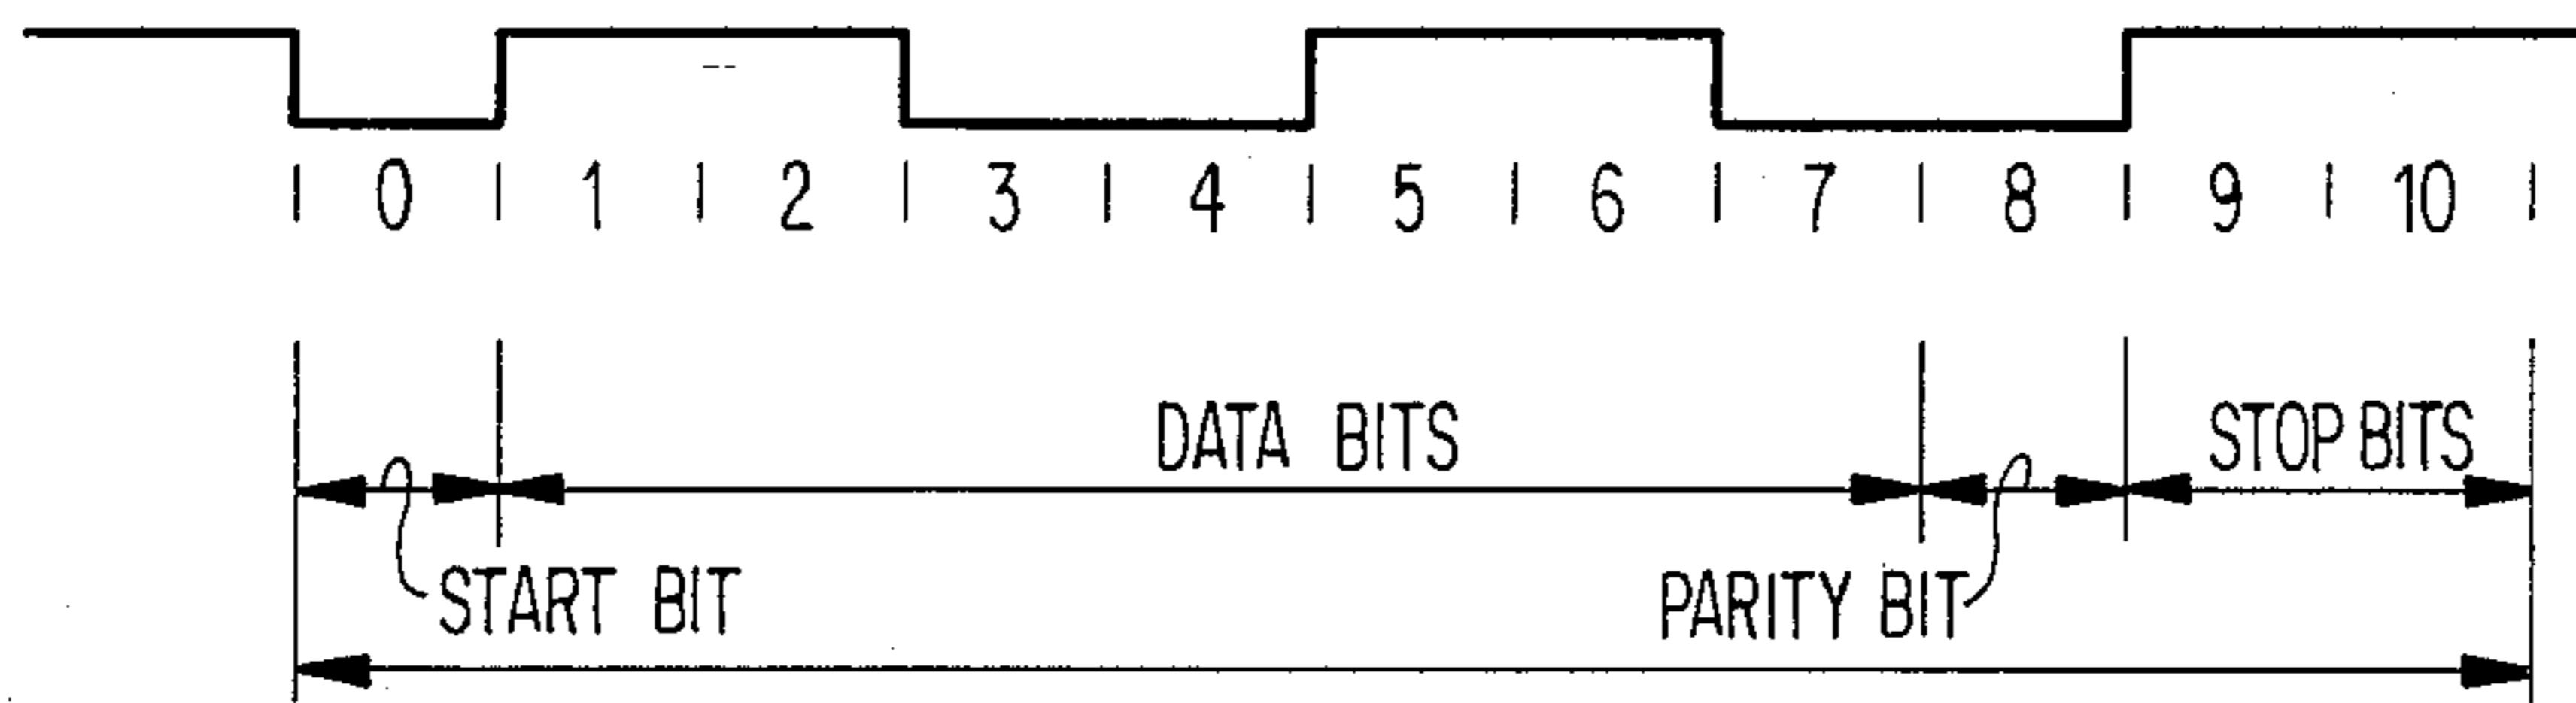 0 1 2 3 4 5 6 7 8 9 10
DATA BITS STOP BITS
START BIT PARITY BIT